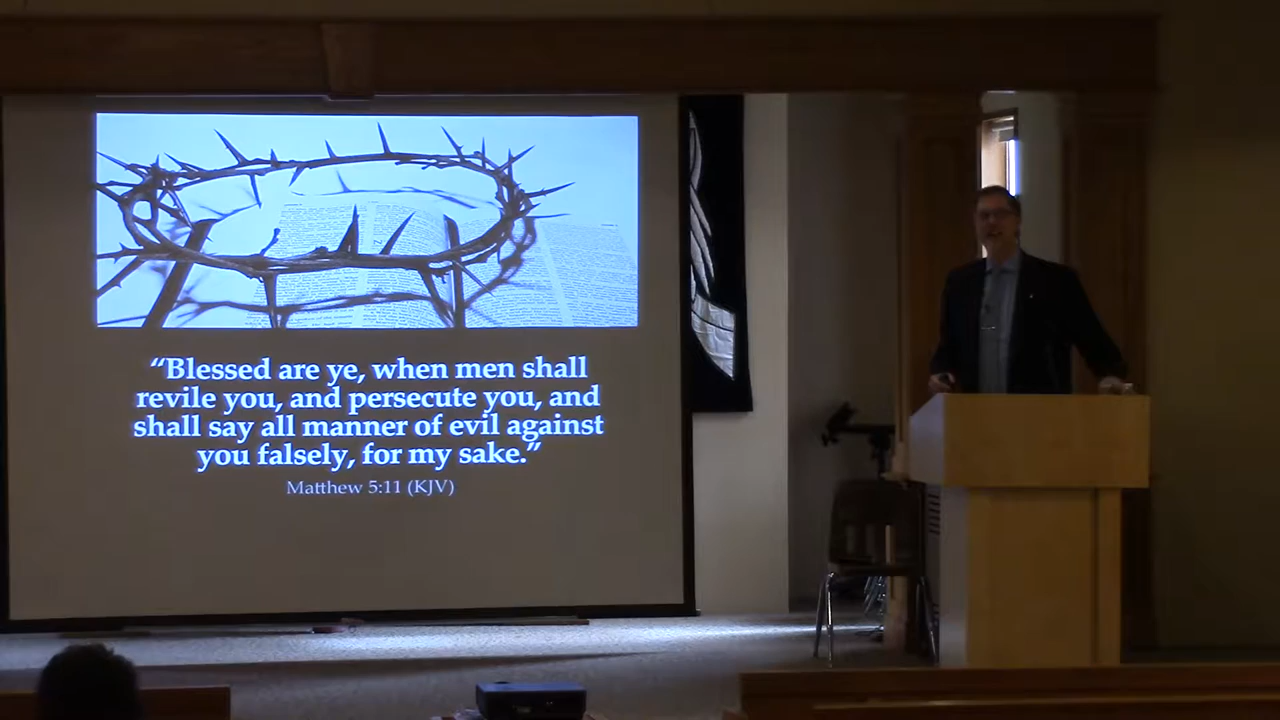 “Blessed are ye, when men shall
revile you, and persecute you, and
shall say all manner of evil against
you falsely, for my sake.”
Matthew 5:11 (KJV)